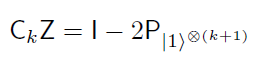 C_kZ = I − 2P_{|1⟩^{⊗(k+1)}}